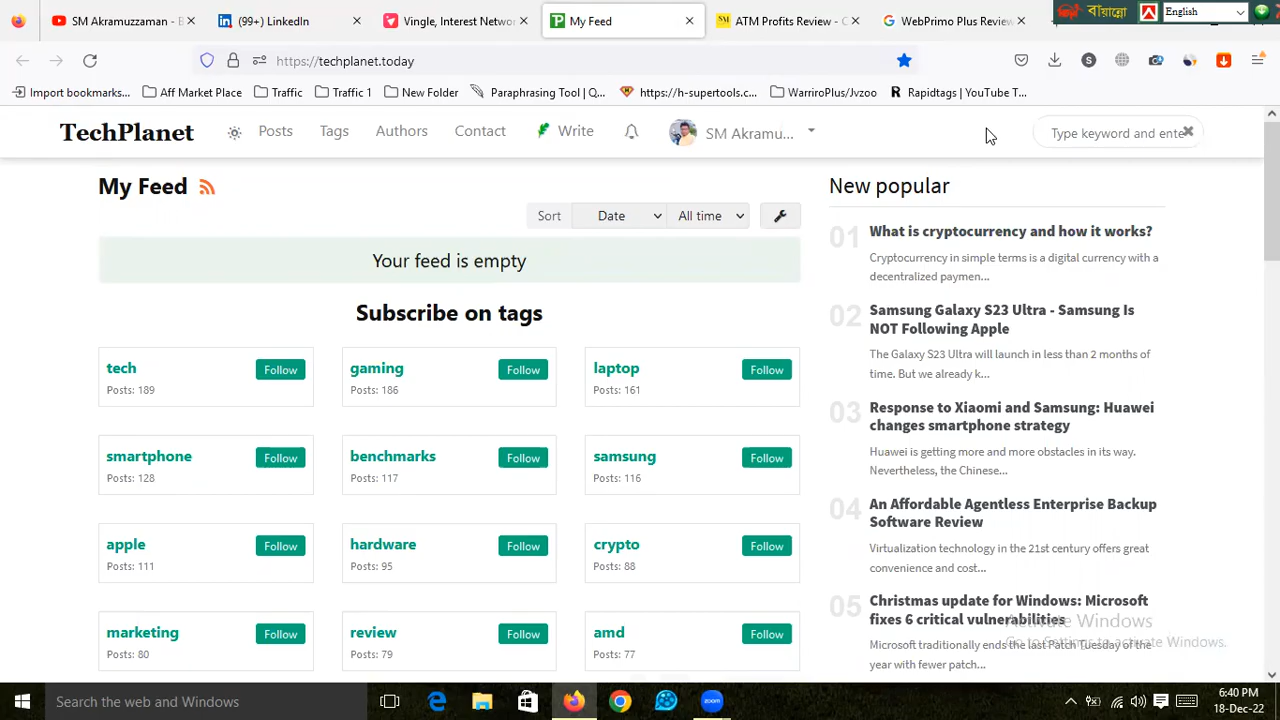 SM Akramuzzaman - B
(99+) LinkedIn
Virgle, Inc. | Networ
My Feed
ATM Profits Review - C
WebPrimo Plus Review
বায়ান্নো
English
https://techplanet.today
Import bookmarks...
Aff Market Place
Traffic
Traffic 1
New Folder
Paraphrasing Tool | Q...
https://h-supertools.c...
WarriroPlus/Jvzoo
Rapidtags | YouTube T...
TechPlanet
Posts
Tags
Authors
Contact
Write
SM Akramu...
Type keyword and ente
My Feed
Sort
Date
All time
Your feed is empty
Subscribe on tags
tech
Follow
Posts: 189
gaming
Follow
Posts: 186
laptop
Follow
Posts: 161
smartphone
Follow
Posts: 128
benchmarks
Follow
Posts: 117
samsung
Follow
Posts: 116
apple
Follow
Posts: 111
hardware
Follow
Posts: 95
crypto
Follow
Posts: 88
marketing
Follow
Posts: 80
review
Follow
Posts: 79
amd
Follow
Posts: 77
New popular
01
What is cryptocurrency and how it works?
Cryptocurrency in simple terms is a digital currency with a
decentralized paymen...
02
Samsung Galaxy S23 Ultra - Samsung Is
NOT Following Apple
The Galaxy S23 Ultra will launch in less than 2 months of
time. But we already k...
03
Response to Xiaomi and Samsung: Huawei
changes smartphone strategy
Huawei is getting more and more obstacles in its way.
Nevertheless, the Chinese...
04
An Affordable Agentless Enterprise Backup
Software Review
Virtualization technology in the 21st century offers great
convenience and cost...
05
Christmas update for Windows: Microsoft
fixes 6 critical vulnerabilities
Microsoft traditionally ends the last Patch Tuesday of the
year with fewer patch...
Activate Windows
Go to Settings to activate Windows.
Search the web and Windows
zoom
6:40 PM
18-Dec-22